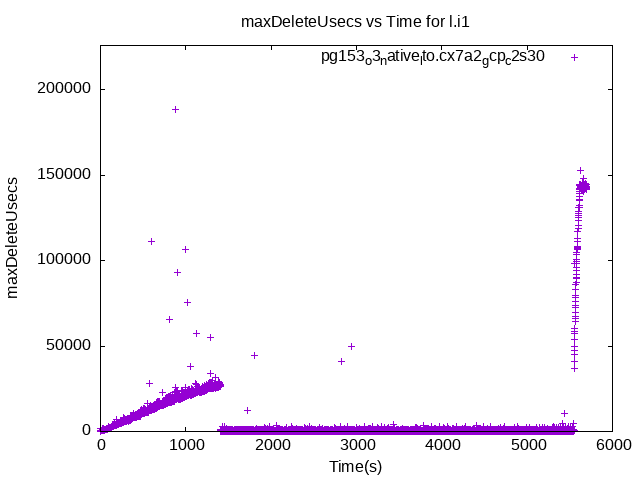 maxDeleteUsecs vs Time for l.i1
pg153_o3_native_lto.cx7a2_gcp_c2s30
200000
150000
100000
50000
0
maxDeleteUsecs
0 1000 2000 3000 4000 5000 6000
Time(s)